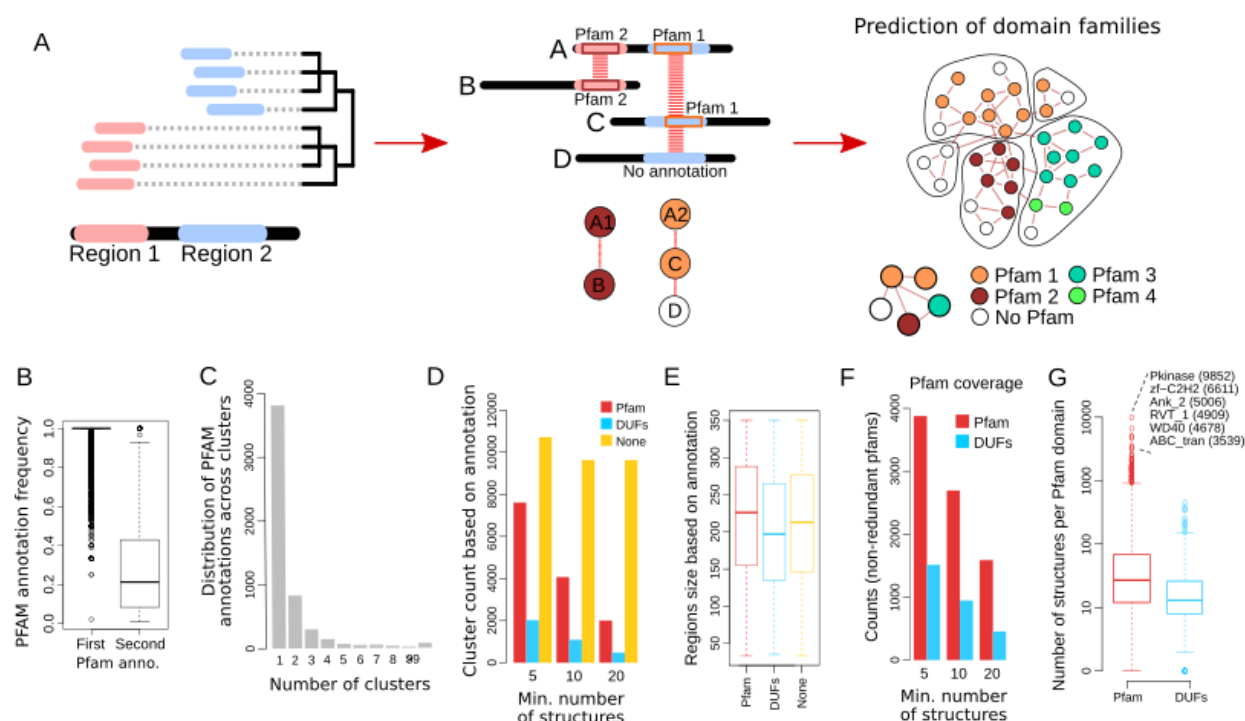 A
Region 1
Region 2
Pfam 2
Pfam 1
A
B
Pfam 2
Pfam 1
C
D
No annotation
A1
A2
B
C
D
Prediction of domain families
Pfam 1
Pfam 3
Pfam 2
Pfam 4
No Pfam
B
PFAM annotation frequency
0.0
0.2
0.4
0.6
0.8
1.0
First
Second
Pfam anno.
C
Distribution of PFAM
annotations across clusters
0
1000
2000
3000
4000
1
2
3
4
5
6
7
8
Number of clusters
D
Cluster count based on annotation
0
2000
4000
6000
8000
10000
12000
Pfam
DUFs
None
5
10
20
Min. number
of structures
E
Regions size based on annotation
50
100
150
200
250
300
350
Pfam
DUFs
None
F
Pfam coverage
Counts (non-redundant pfams)
0
1000
2000
3000
4000
Pfam
DUFs
5
10
20
Min. number
of structures
G
Number of structures per Pfam domain
0
10
100
1000
10000
Pkinase (9852)
zf−C2H2 (6611)
Ank_2 (5006)
RVT_1 (4909)
WD40 (4678)
ABC_tran (3539)
Pfam
DUFs